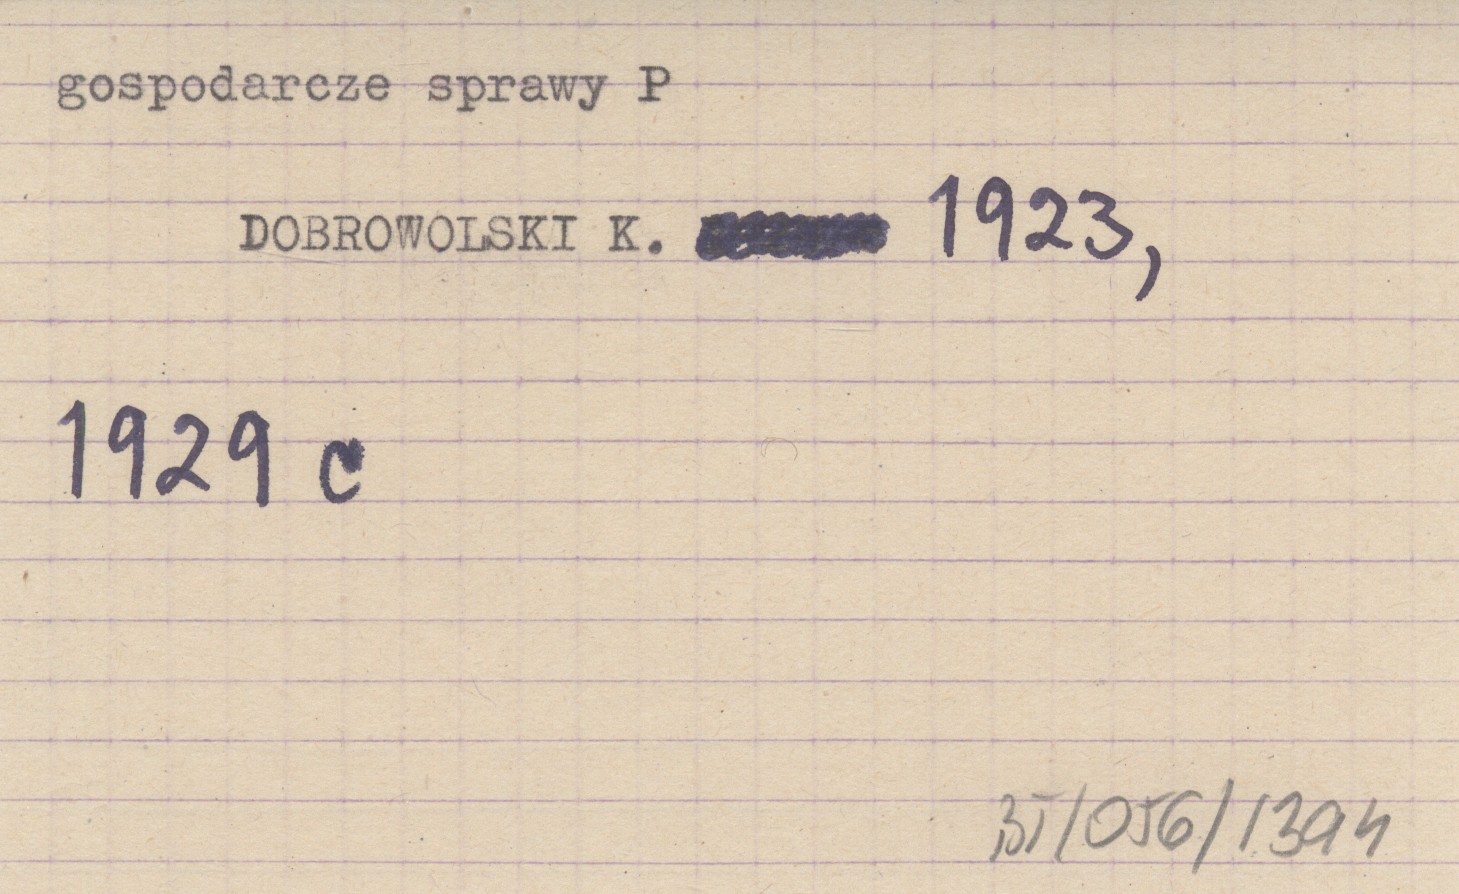 gospodarcze sprawy P
DOBROWOLSKI K. 1923,
1929 c
BI/056/1394